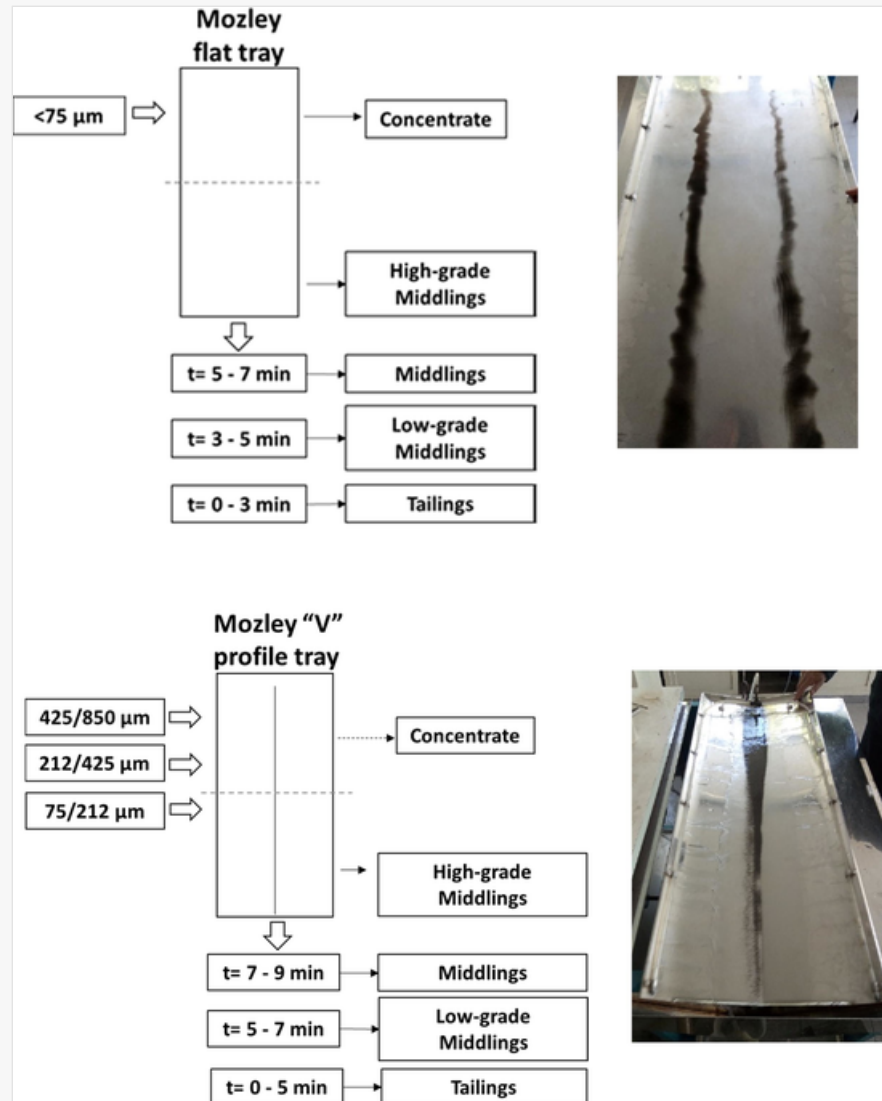 Mozley
flat tray
<75 μm
Concentrate
High-grade
Middlings
t= 5 - 7 min
Middlings
t= 3 - 5 min
Low-grade
Middlings
t= 0 - 3 min
Tailings
Mozley “V”
profile tray
425/850 μm
212/425 μm
75/212 μm
Concentrate
High-grade
Middlings
t= 7 - 9 min
Middlings
t= 5 - 7 min
Low-grade
Middlings
t= 0 - 5 min
Tailings